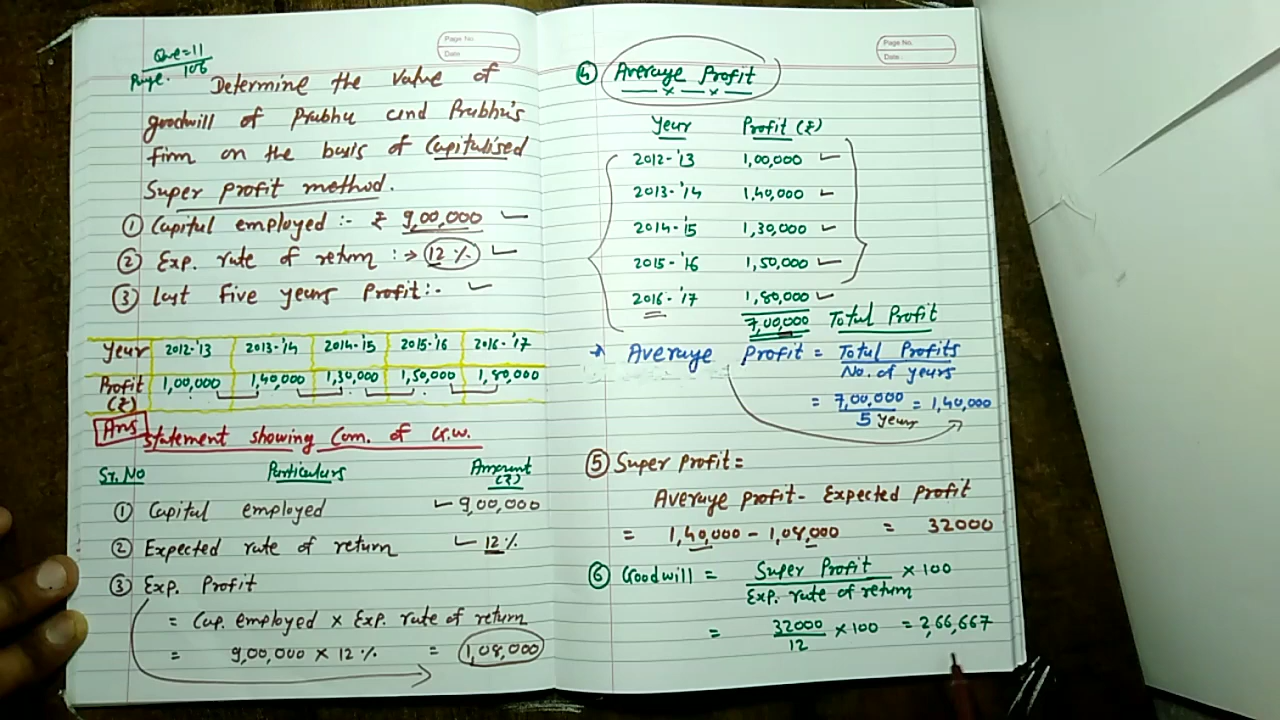 Que=11
Page. 106
Page No.
Date
Determine the value of
goodwill of Prabhu and Prabhu's
firm on the basis of Capitalised
Super profit method.
① Capital employed :- ₹ 9,00,000
② Exp. rate of return :→ 12 %
③ Last five years Profit:-
Year 2012-'13 2013-'14 2014-'15 2015-'16 2016-'17
Profit (₹) 1,00,000 1,40,000 1,30,000 1,50,000 1,80,000
Ans Statement showing Com. of G.W.
Sr.No Particulars Amount (₹)
① Capital employed 9,00,000
② Expected rate of return 12%
③ Exp. Profit
= Cap. employed × Exp. rate of return
= 9,00,000 × 12 % = 1,08,000
Page No.
Date
④ Average Profit
Year Profit (₹)
2012-'13 1,00,000
2013-'14 1,40,000
2014-'15 1,30,000
2015-'16 1,50,000
2016-'17 1,80,000
7,00,000 Total Profit
→ Average Profit = Total Profits / No. of years
= 7,00,000 / 5 Years = 1,40,000
⑤ Super Profit =
Average profit - Expected profit
= 1,40,000 - 1,08,000 = 32000
⑥ Goodwill = Super Profit / Exp. rate of return × 100
= 32000 / 12 × 100 = 2,66,667